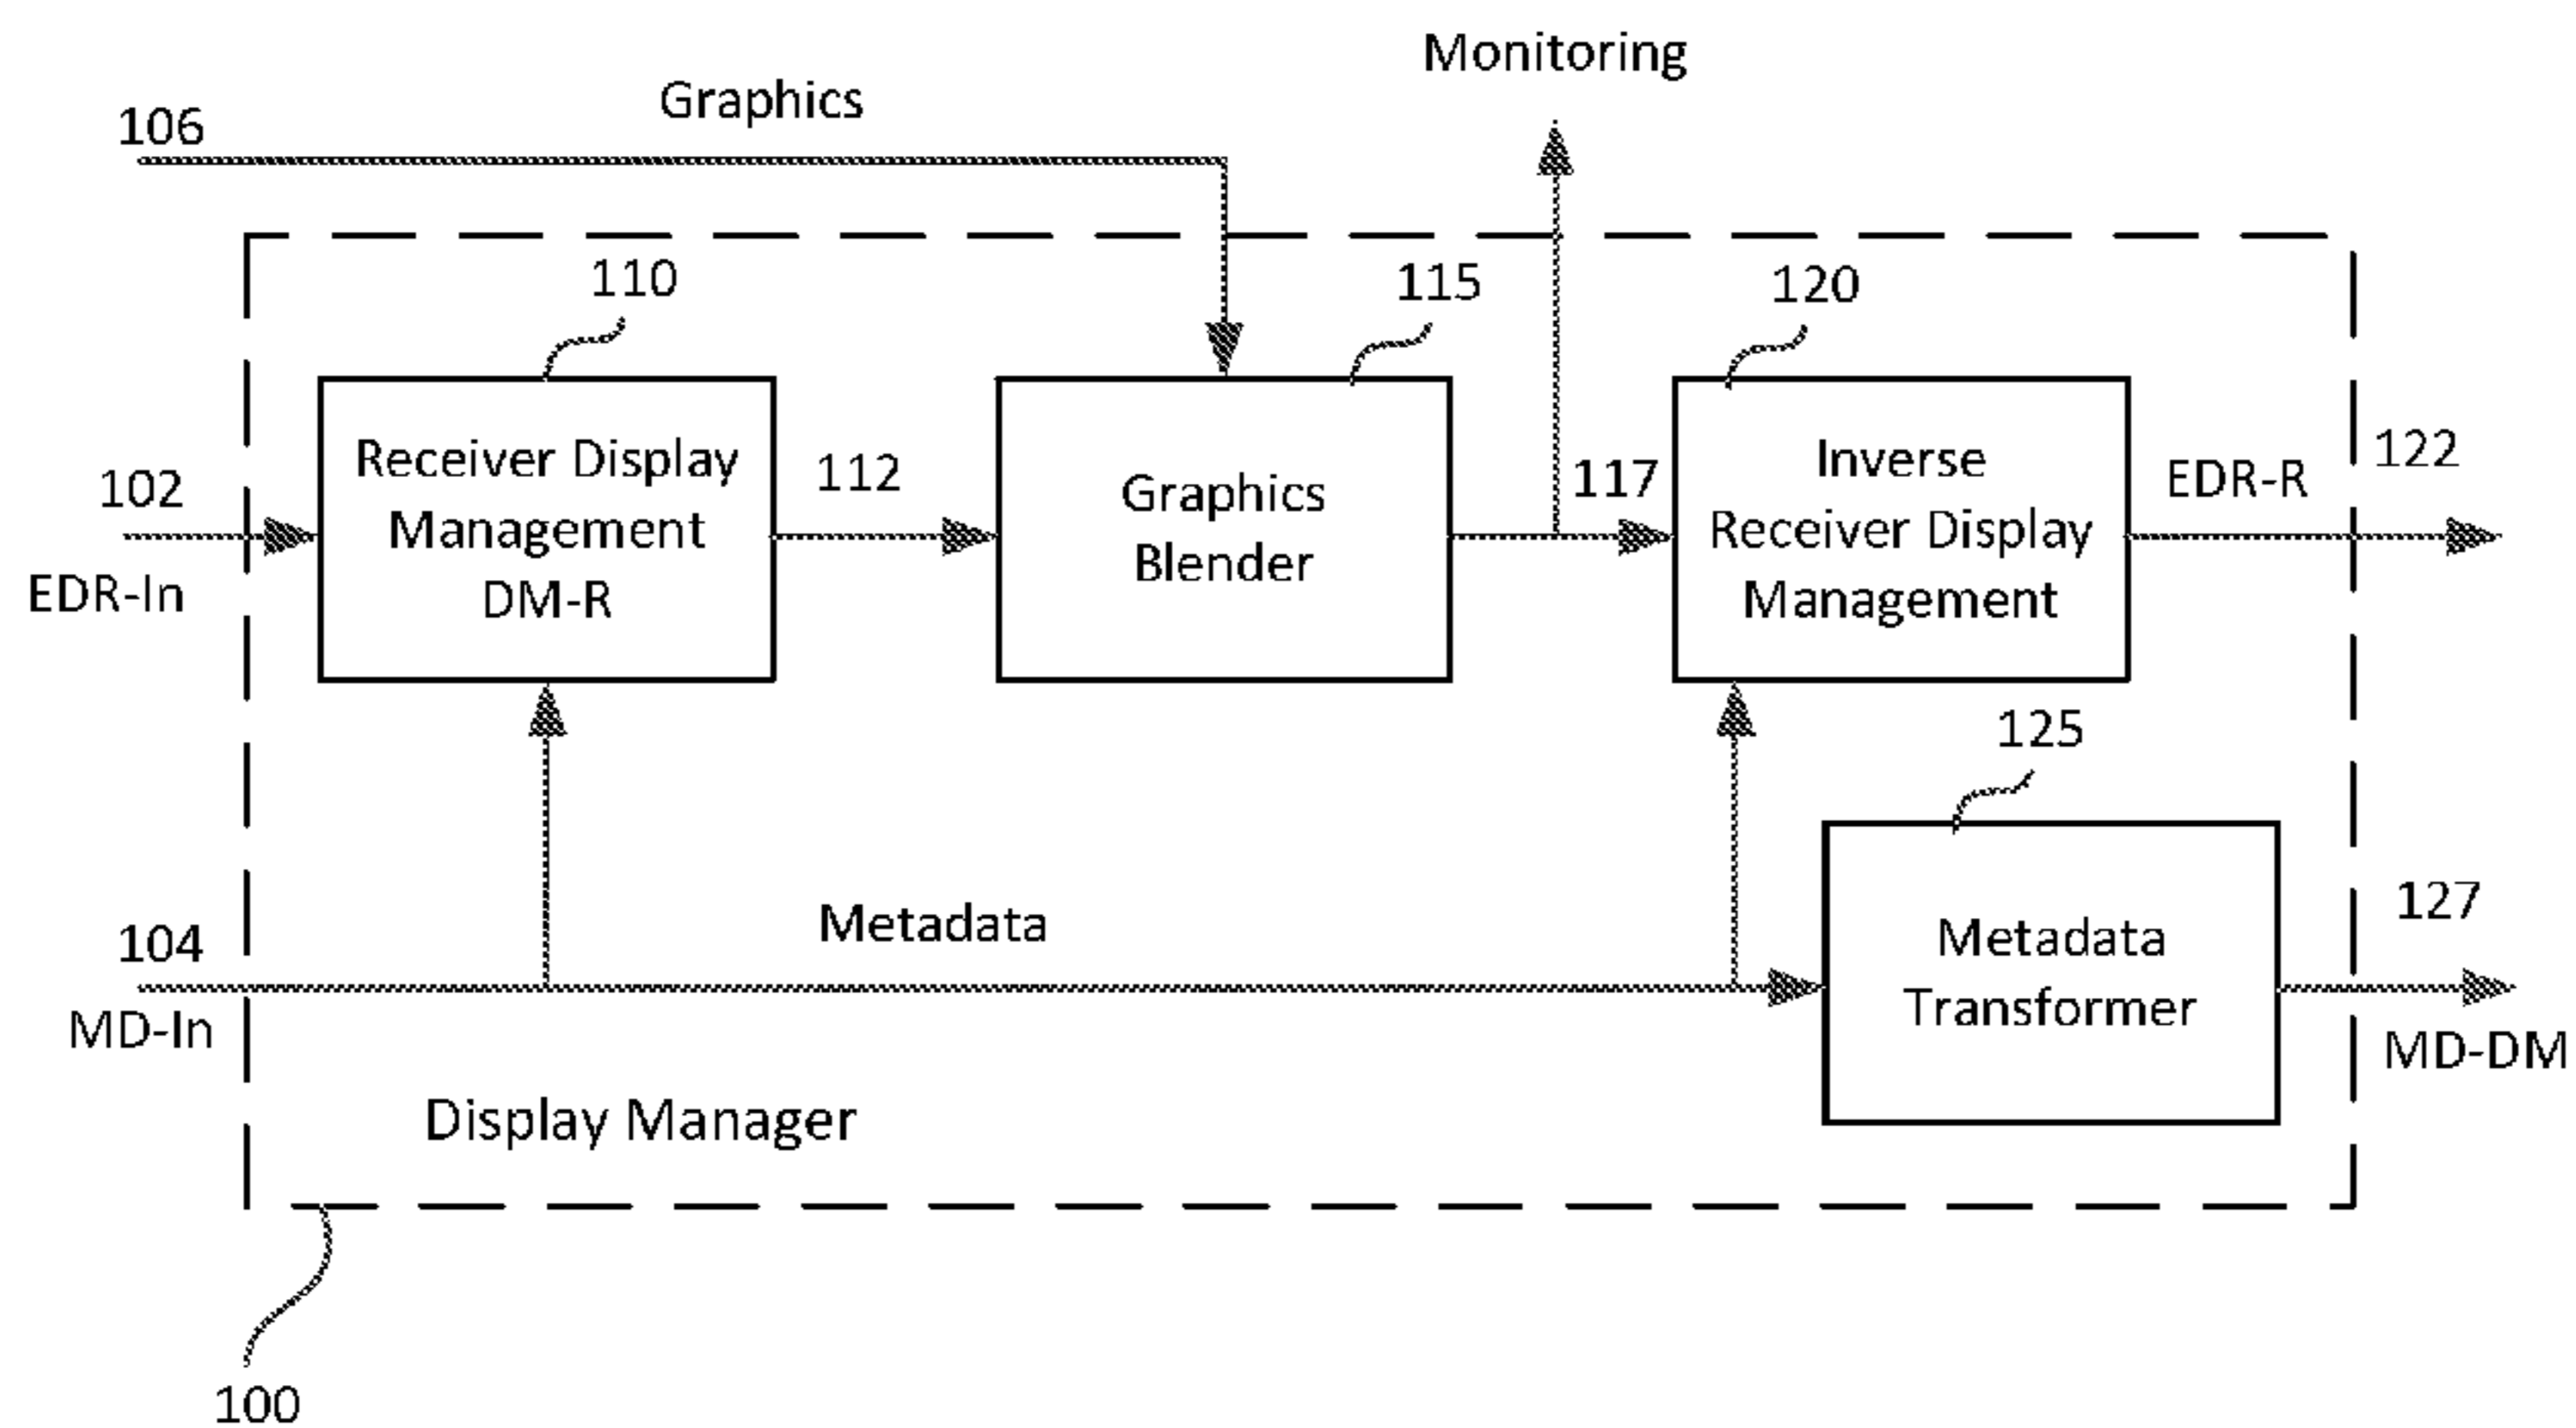 Monitoring
Graphics
106
110
115
120
Receiver Display
Management
DM-R
112
Graphics
Blender
117
Inverse
Receiver Display
Management
EDR-R
122
102
EDR-In
125
104
MD-In
Metadata
Metadata
Transformer
127
MD-DM
Display Manager
100